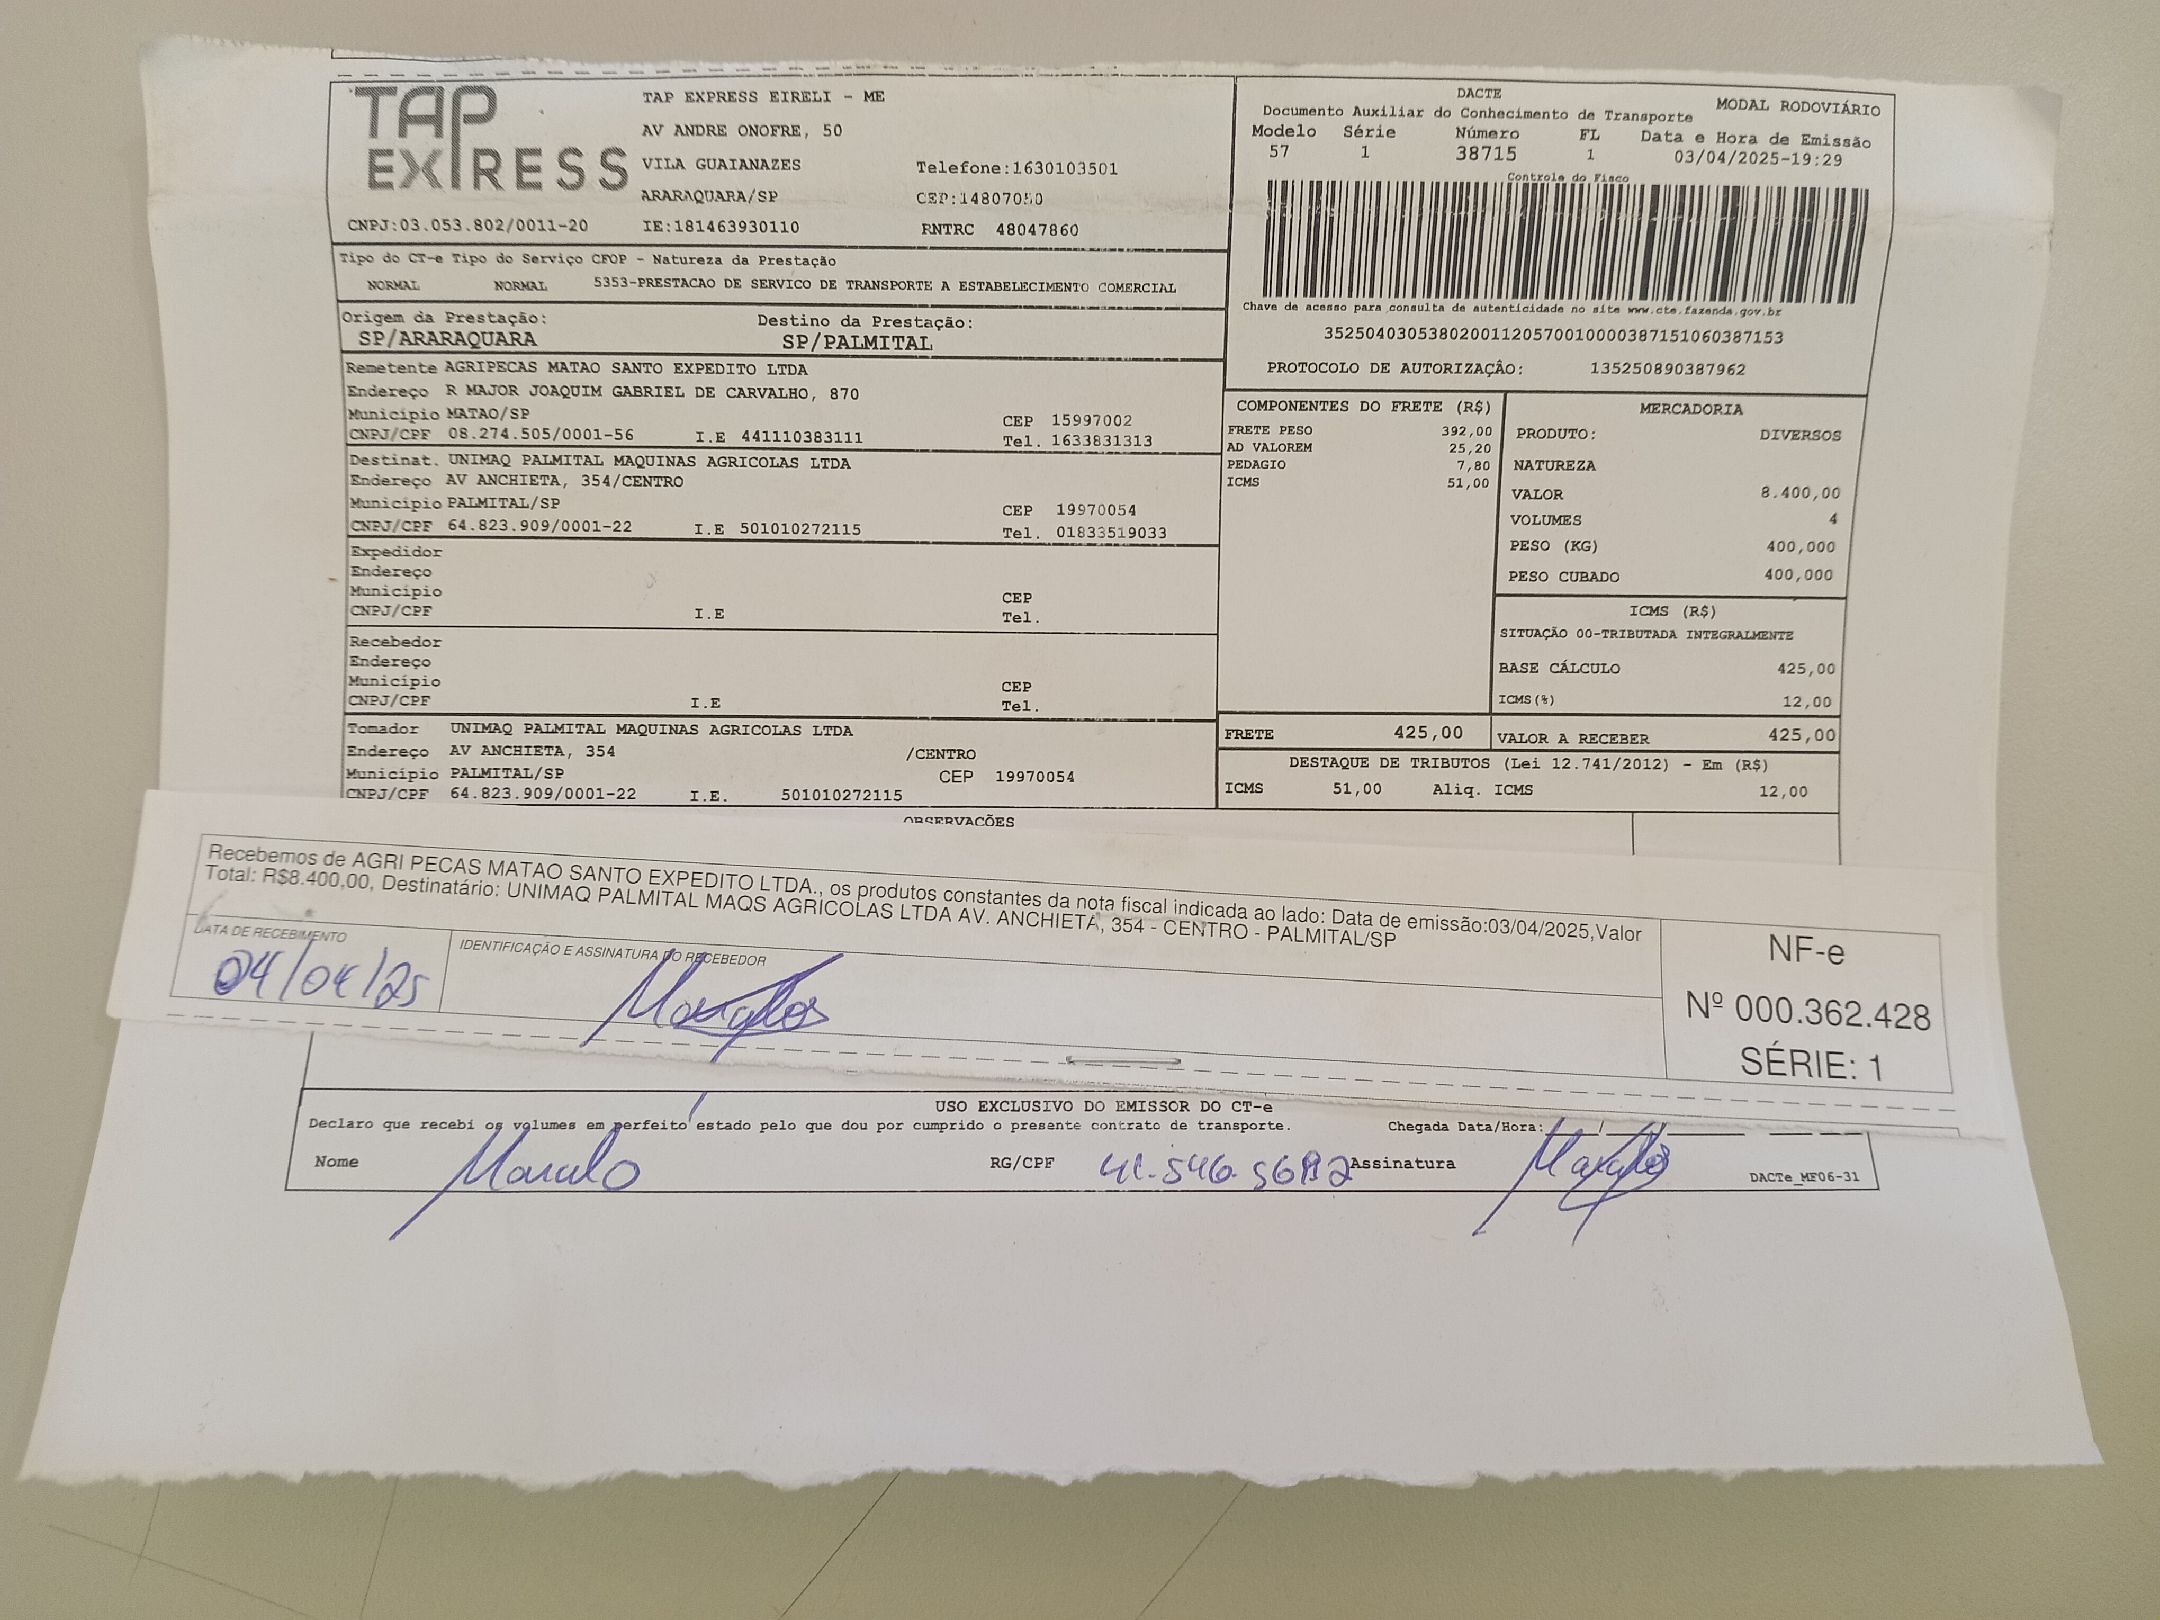 TAP EXPRESS
TAP EXPRESS EIRELI - ME
AV ANDRE ONOFRE, 50
VILA GUAIANAZES Telefone:1630103501
ARARAQUARA/SP CEP:14807050
CNPJ:03.053.802/0011-20 IE:181463930110 RNTRC 48047860
DACTE
Documento Auxiliar do Conhecimento de Transporte MODAL RODOVIÁRIO
Modelo Série Número FL Data e Hora de Emissão
57 1 38715 1 03/04/2025-19:29
Controle do Fisco
Chave de acesso para consulta de autenticidade no site www.cte.fazenda.gov.br
35250403053802001120570010000387151060387153
PROTOCOLO DE AUTORIZAÇÂO: 135250890387962
Tipo do CT-e Tipo do Serviço CFOP - Natureza da Prestação
NORMAL NORMAL 5353-PRESTACAO DE SERVICO DE TRANSPORTE A ESTABELECIMENTO COMERCIAL
Origem da Prestação: Destino da Prestação:
SP/ARARAQUARA SP/PALMITAL
Remetente AGRIPECAS MATAO SANTO EXPEDITO LTDA
Endereço R MAJOR JOAQUIM GABRIEL DE CARVALHO, 870
Município MATAO/SP CEP 15997002
CNPJ/CPF 08.274.505/0001-56 I.E 441110383111 Tel. 1633831313
Destinat. UNIMAQ PALMITAL MAQUINAS AGRICOLAS LTDA
Endereço AV ANCHIETA, 354/CENTRO
Município PALMITAL/SP CEP 19970054
CNPJ/CPF 64.823.909/0001-22 I.E 501010272115 Tel. 01833519033
Expedidor
Endereço
Município CEP
CNPJ/CPF I.E Tel.
Recebedor
Endereço
Município CEP
CNPJ/CPF I.E Tel.
Tomador UNIMAQ PALMITAL MAQUINAS AGRICOLAS LTDA
Endereço AV ANCHIETA, 354 /CENTRO
Município PALMITAL/SP CEP 19970054
CNPJ/CPF 64.823.909/0001-22 I.E. 501010272115
COMPONENTES DO FRETE (R$)
FRETE PESO 392,00
AD VALOREM 25,20
PEDAGIO 7,80
ICMS 51,00
MERCADORIA
PRODUTO: DIVERSOS
NATUREZA
VALOR 8.400,00
VOLUMES 4
PESO (KG) 400,000
PESO CUBADO 400,000
ICMS (R$)
SITUAÇÃO 00-TRIBUTADA INTEGRALMENTE
BASE CÁLCULO 425,00
ICMS(%) 12,00
FRETE 425,00 VALOR A RECEBER 425,00
DESTAQUE DE TRIBUTOS (Lei 12.741/2012) - Em (R$)
ICMS 51,00 Aliq. ICMS 12,00
OBSERVAÇÕES
Recebemos de AGRI PECAS MATAO SANTO EXPEDITO LTDA., os produtos constantes da nota fiscal indicada ao lado: Data de emissão:03/04/2025,Valor
Total: R$8.400,00, Destinatário: UNIMAQ PALMITAL MAQS AGRICOLAS LTDA AV. ANCHIETA, 354 - CENTRO - PALMITAL/SP
DATA DE RECEBIMENTO IDENTIFICAÇÃO E ASSINATURA DO RECEBEDOR
04/04/25
NF-e
Nº 000.362.428
SÉRIE: 1
USO EXCLUSIVO DO EMISSOR DO CT-e
Declaro que recebi os volumes em perfeito estado pelo que dou por cumprido o presente contrato de transporte. Chegada Data/Hora:
Nome Marcelo RG/CPF Assinatura
DACTe_MF06-31